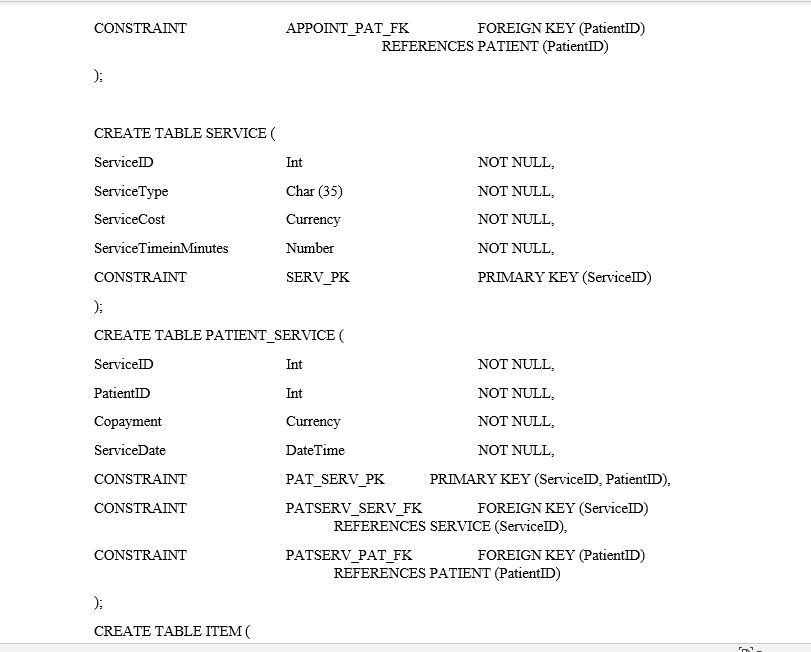 CONSTRAINT APPOINT_PAT_FK FOREIGN KEY (PatientID)
REFERENCES PATIENT (PatientID)
);
CREATE TABLE SERVICE (
ServiceID Int NOT NULL,
ServiceType Char (35) NOT NULL,
ServiceCost Currency NOT NULL,
ServiceTimeinMinutes Number NOT NULL,
CONSTRAINT SERV_PK PRIMARY KEY (ServiceID)
);
CREATE TABLE PATIENT_SERVICE (
ServiceID Int NOT NULL,
PatientID Int NOT NULL,
Copayment Currency NOT NULL,
ServiceDate DateTime NOT NULL,
CONSTRAINT PAT_SERV_PK PRIMARY KEY (ServiceID, PatientID),
CONSTRAINT PATSERV_SERV_FK FOREIGN KEY (ServiceID)
REFERENCES SERVICE (ServiceID),
CONSTRAINT PATSERV_PAT_FK FOREIGN KEY (PatientID)
REFERENCES PATIENT (PatientID)
);
CREATE TABLE ITEM (